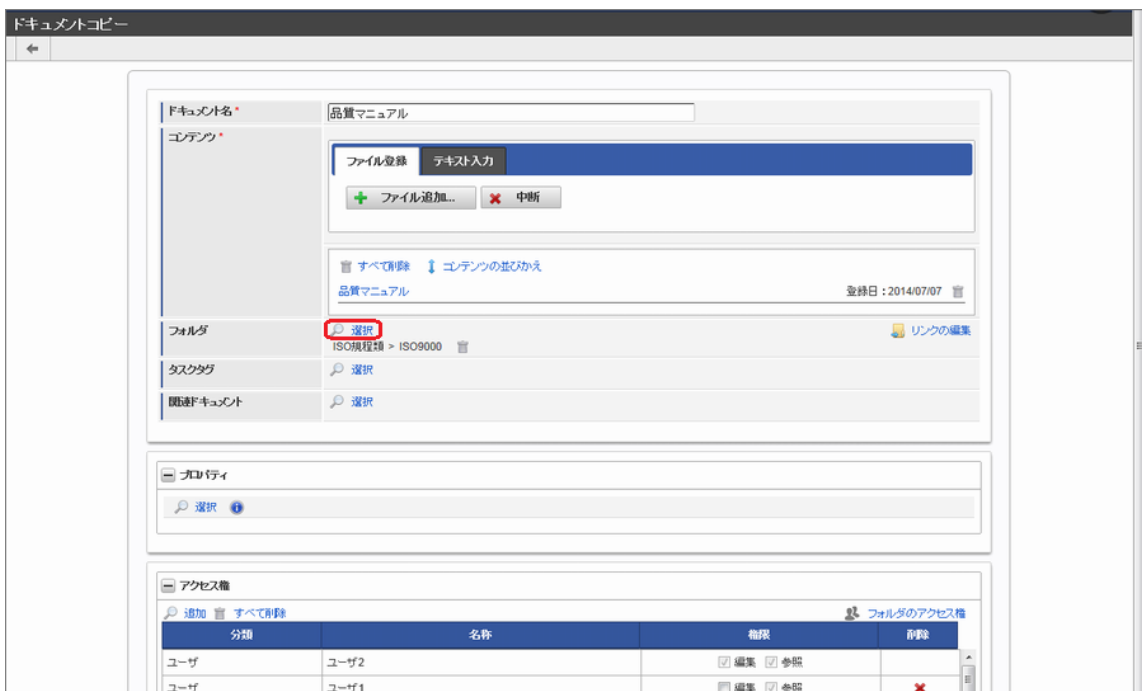 ドキュメントコピー
ドキュメント名*
品質マニュアル
コンテンツ*
ファイル登録 テキスト入力
ファイル追加... 中断
すべて削除 コンテンツの並びかえ
品質マニュアル 登録日：2014/07/07
フォルダ 選択 リンクの編集
ISO規程類 > ISO9000
タスクタグ 選択
関連ドキュメント 選択
プロパティ
選択
アクセス権
追加 すべて削除 フォルダのアクセス権
分類 名称 権限 削除
ユーザ ユーザ2 編集 参照
ユーザ ユーザ1 編集 参照